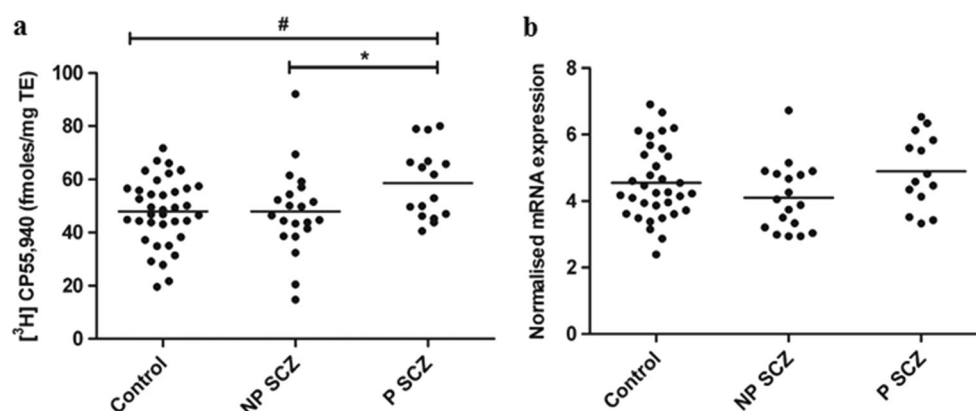 a
#
*
100
80
60
40
20
0
[³H] CP55,940 (fmoles/mg TE)
Control
NP SCZ
P SCZ
b
8
6
4
2
0
Normalised mRNA expression
Control
NP SCZ
P SCZ